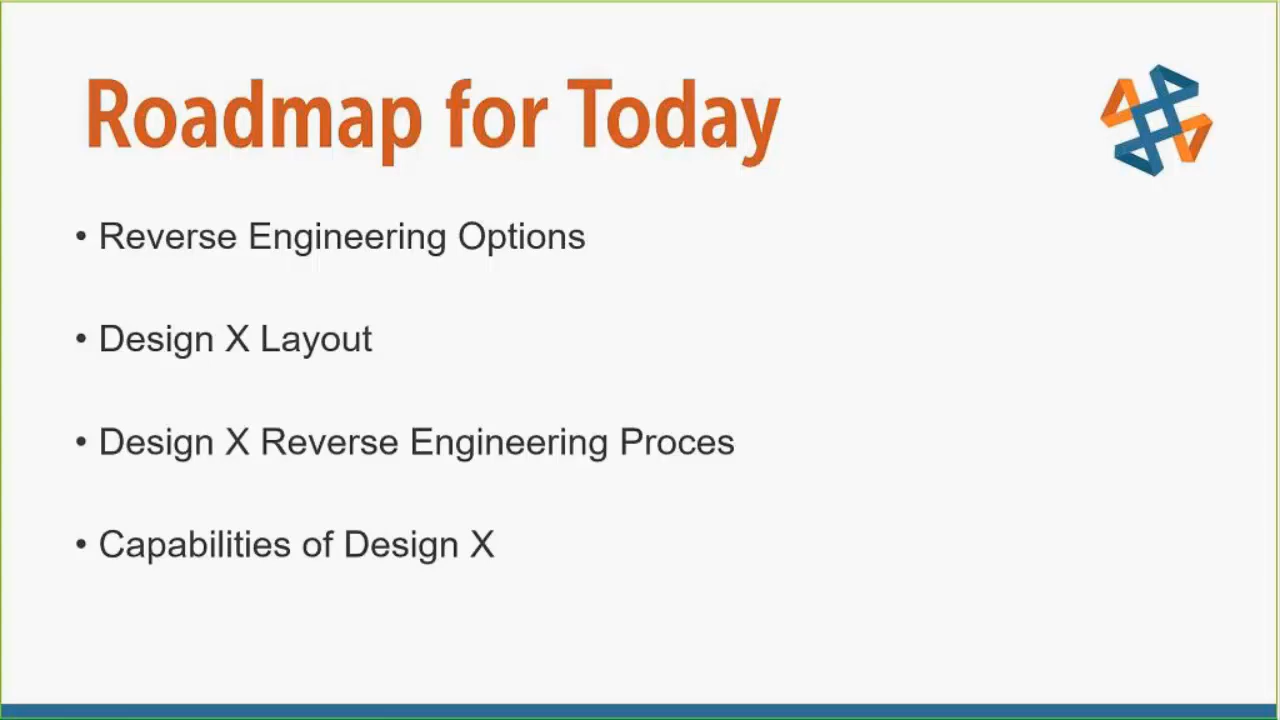 Roadmap for Today
• Reverse Engineering Options
• Design X Layout
• Design X Reverse Engineering Proces
• Capabilities of Design X